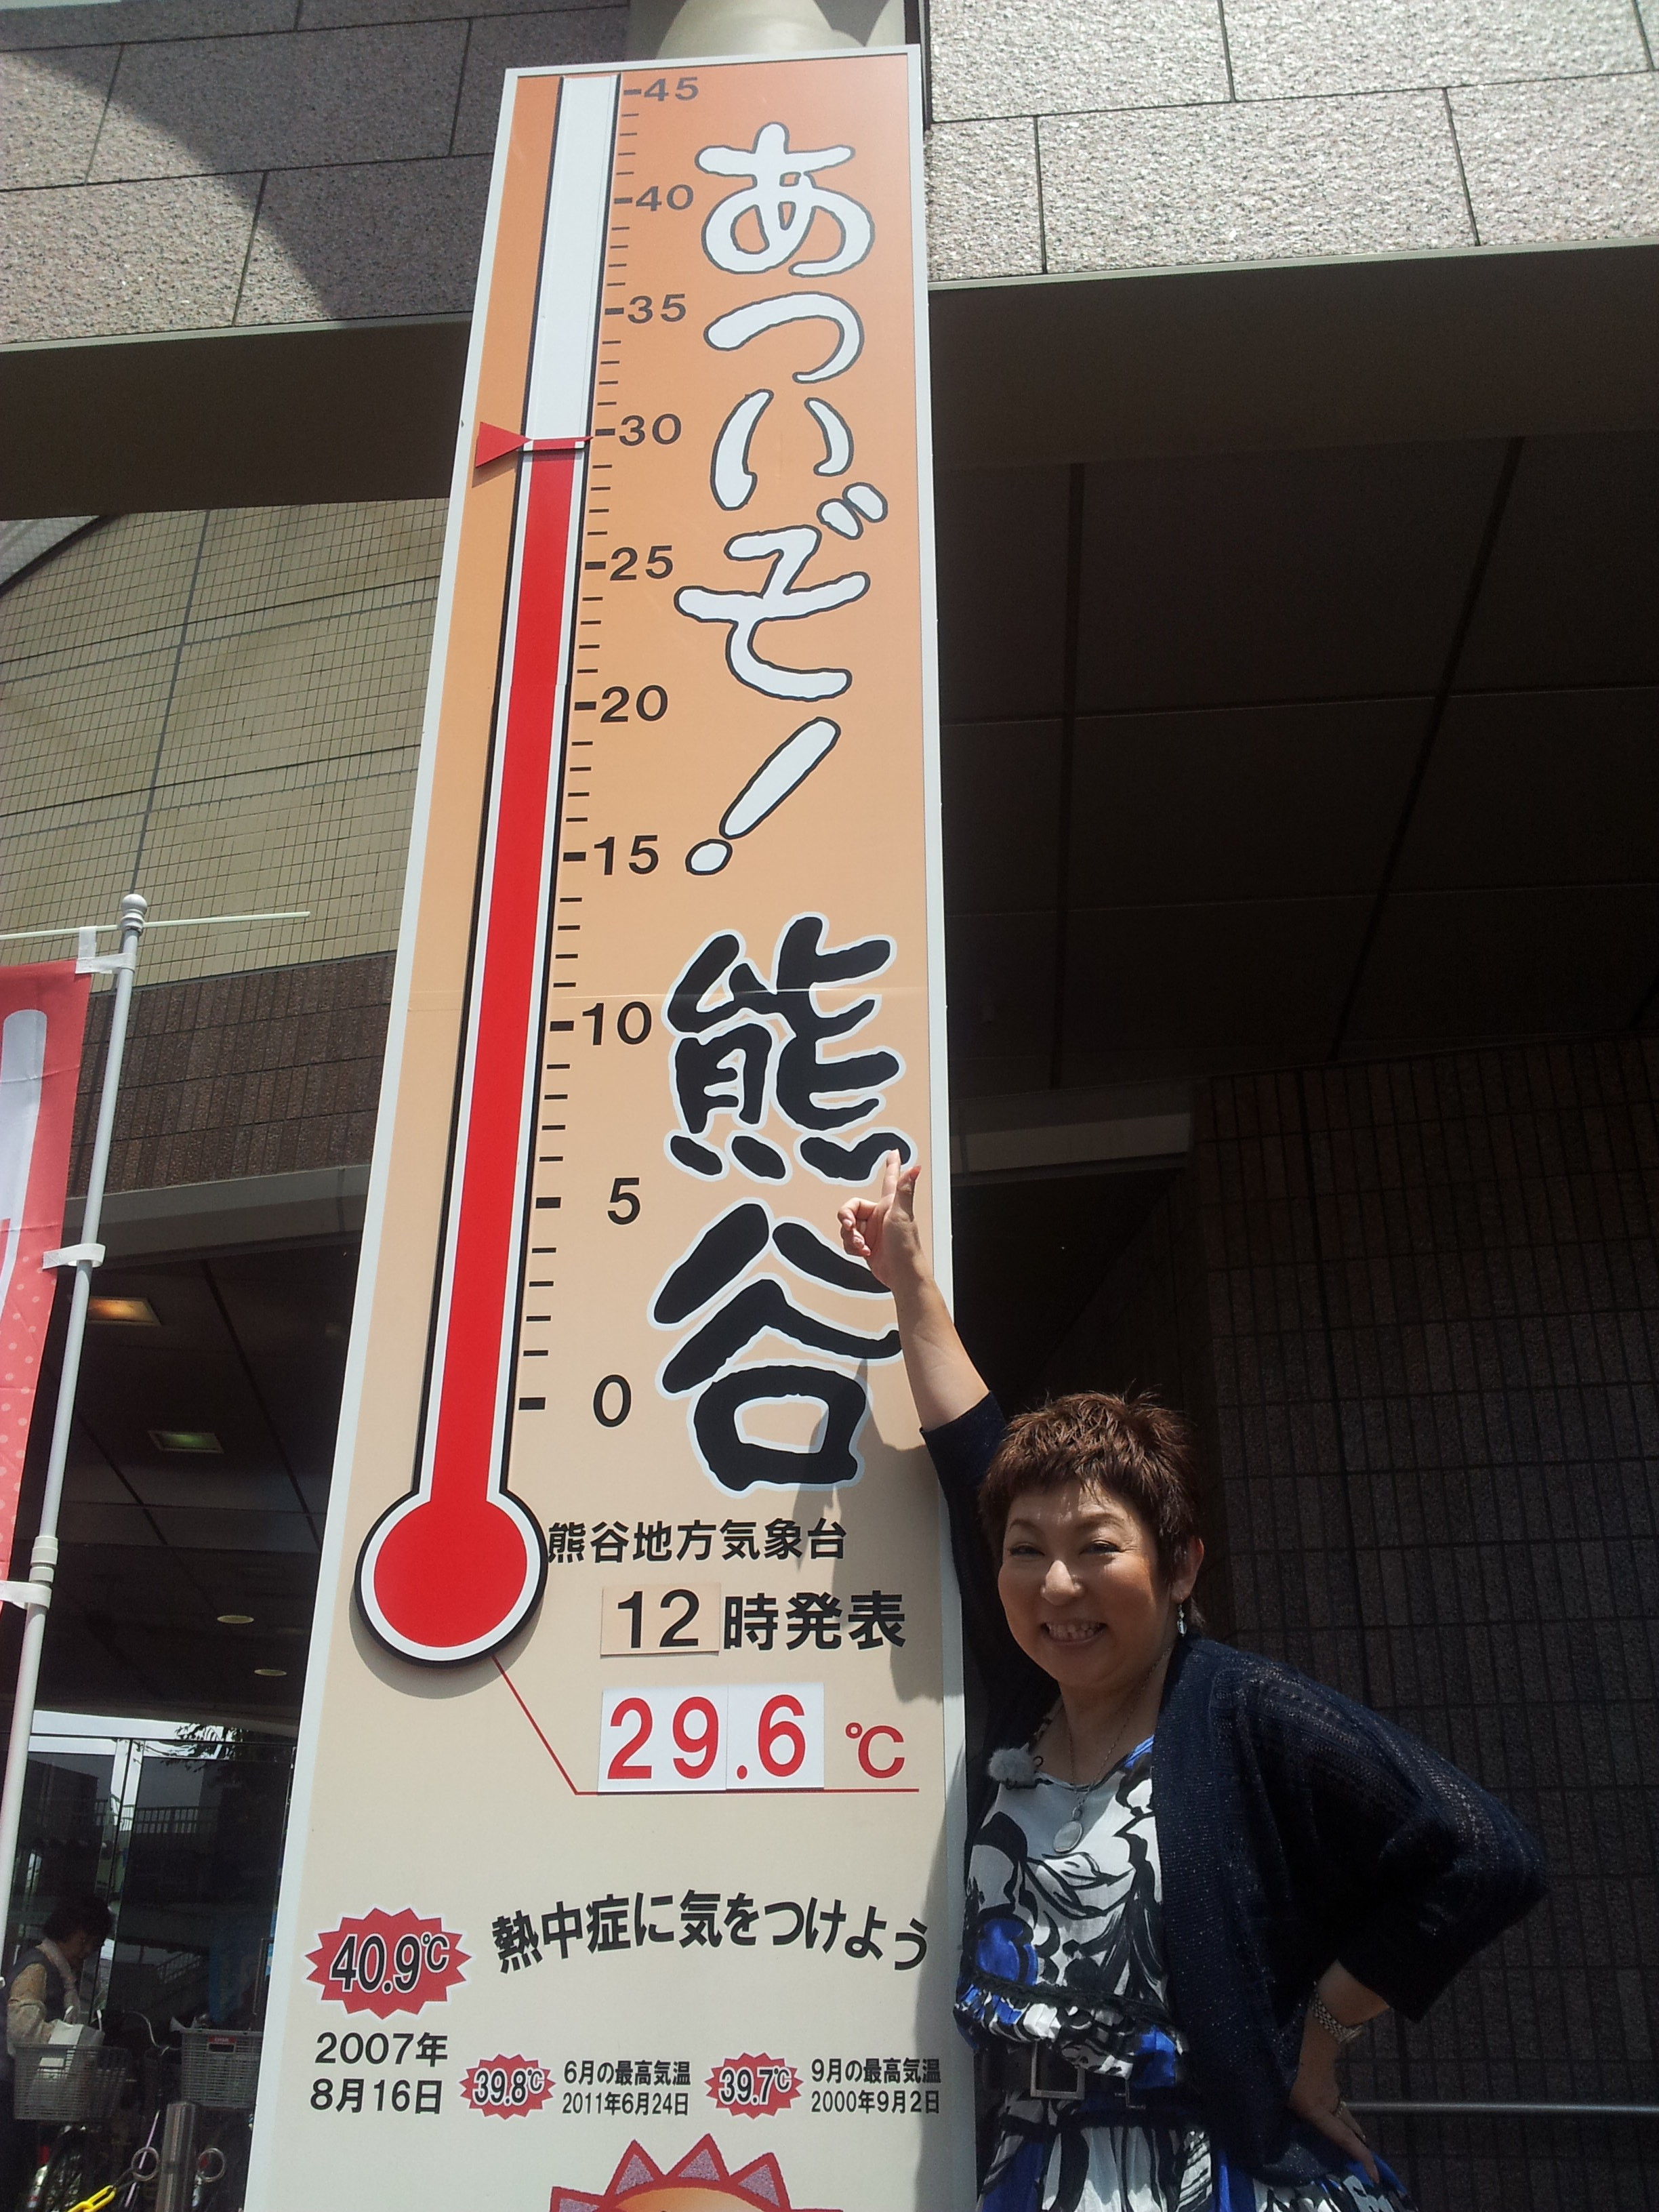 45
40
35
30
25
20
15
10
5
0
あついぞ！熊谷
熊谷地方気象台
12時発表
29.6℃
熱中症に気をつけよう
40.9℃
2007年
8月16日
39.8℃
6月の最高気温
2011年6月24日
39.7℃
9月の最高気温
2000年9月2日